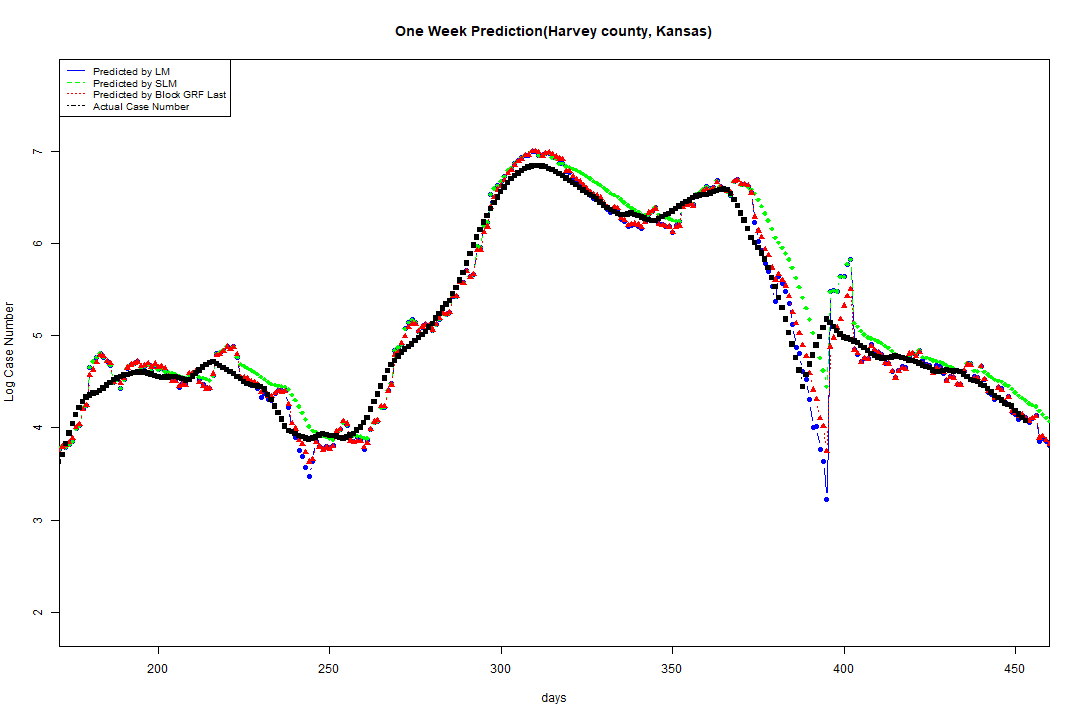 One Week Prediction(Harvey county, Kansas)
Predicted by LM
Predicted by SLM
Predicted by Block GRF Last
Actual Case Number
7
6
5
4
3
2
Log Case Number
200 250 300 350 400 450
days